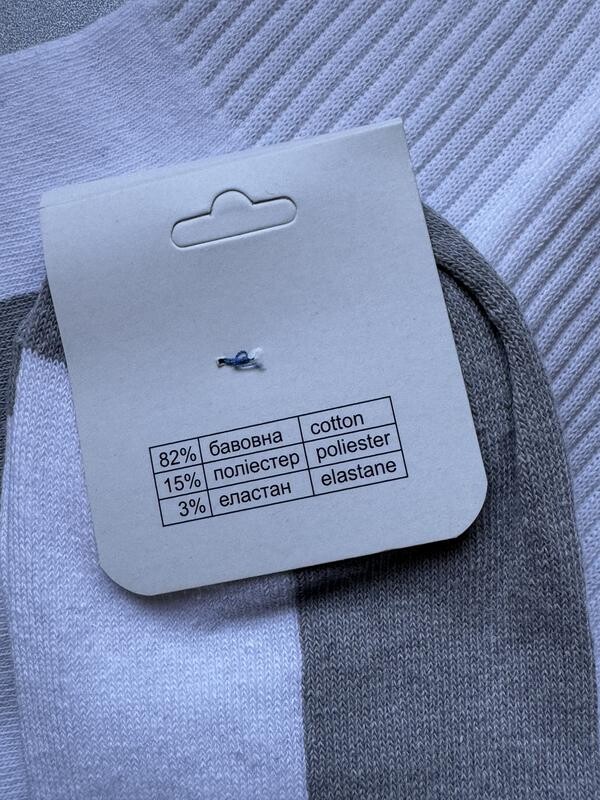 82% бавовна cotton
15% поліестер poliester
3% еластан elastane